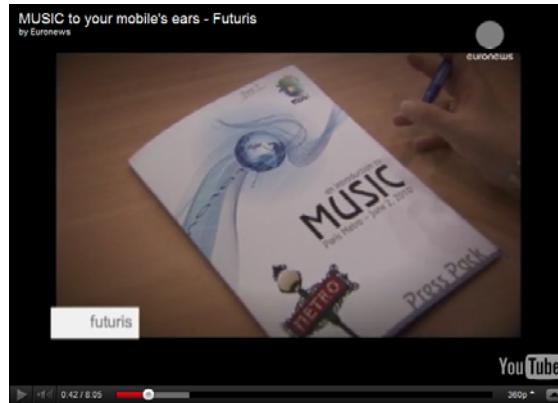 MUSIC to your mobile's ears - Futuris
by Euronews
euronews
an introduction to
MUSIC
Paris Metro - June 2, 2010
METRO
Press Pack
futuris
YouTube
0:42 / 8:05
360p